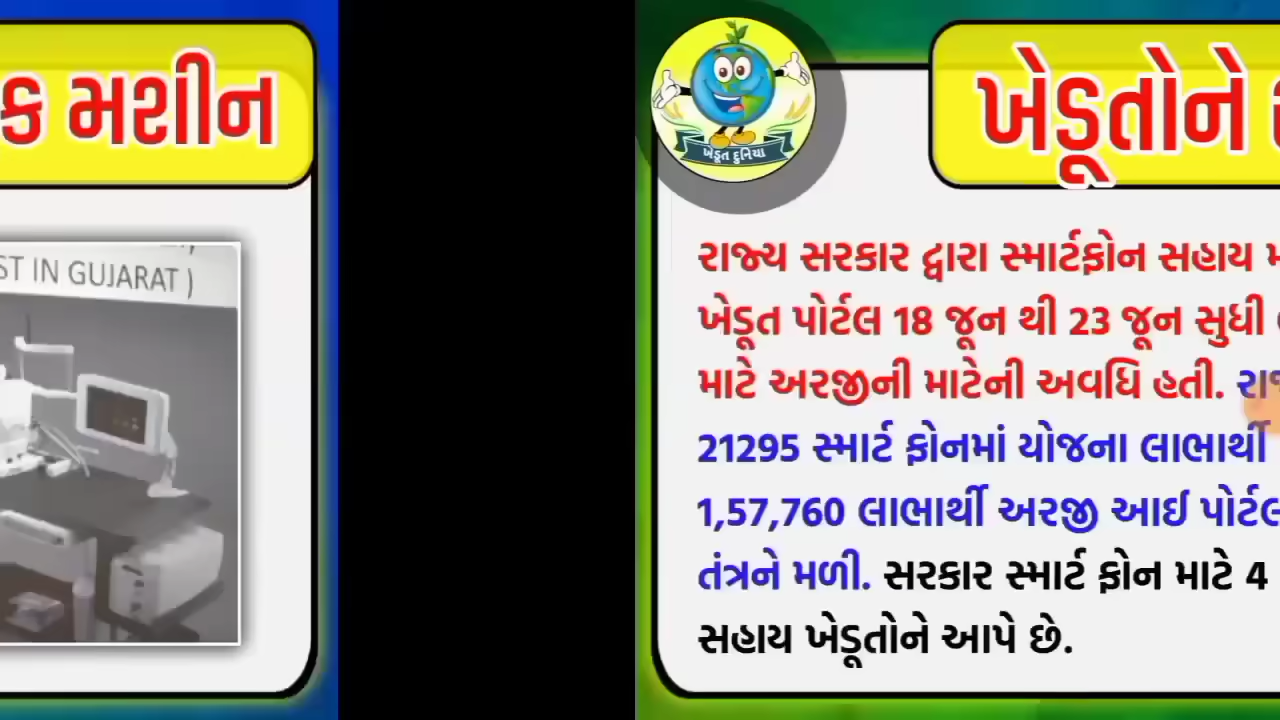 ક મશીન
ST IN GUJARAT )
ખેડૂત દુનિયા
ખેડૂતોને
રાજ્ય સરકાર દ્વારા સ્માર્ટફોન સહાય
ખેડૂત પોર્ટલ 18 જૂન થી 23 જૂન સુધી
માટે અરજીની માટેની અવધિ હતી.
21295 સ્માર્ટ ફોનમાં યોજના લાભાર્થી
1,57,760 લાભાર્થી અરજી આઈ પોર્ટલ
તંત્રને મળી. સરકાર સ્માર્ટ ફોન માટે 4
સહાય ખેડૂતોને આપે છે.